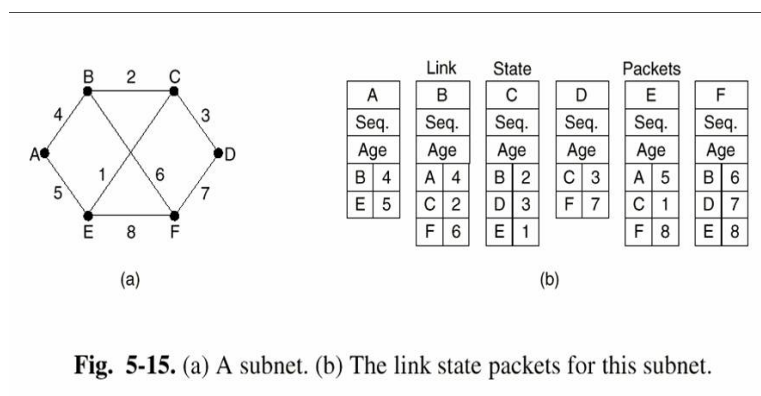 B 2 C
4 3
A D
1 6
5 7
E 8 F
(a)
Link State Packets
A B C D E F
Seq. Seq. Seq. Seq. Seq. Seq.
Age Age Age Age Age Age
B 4 A 4 B 2 C 3 A 5 B 6
E 5 C 2 D 3 F 7 C 1 D 7
F 6 E 1 F 8 E 8
(b)
Fig. 5-15. (a) A subnet. (b) The link state packets for this subnet.